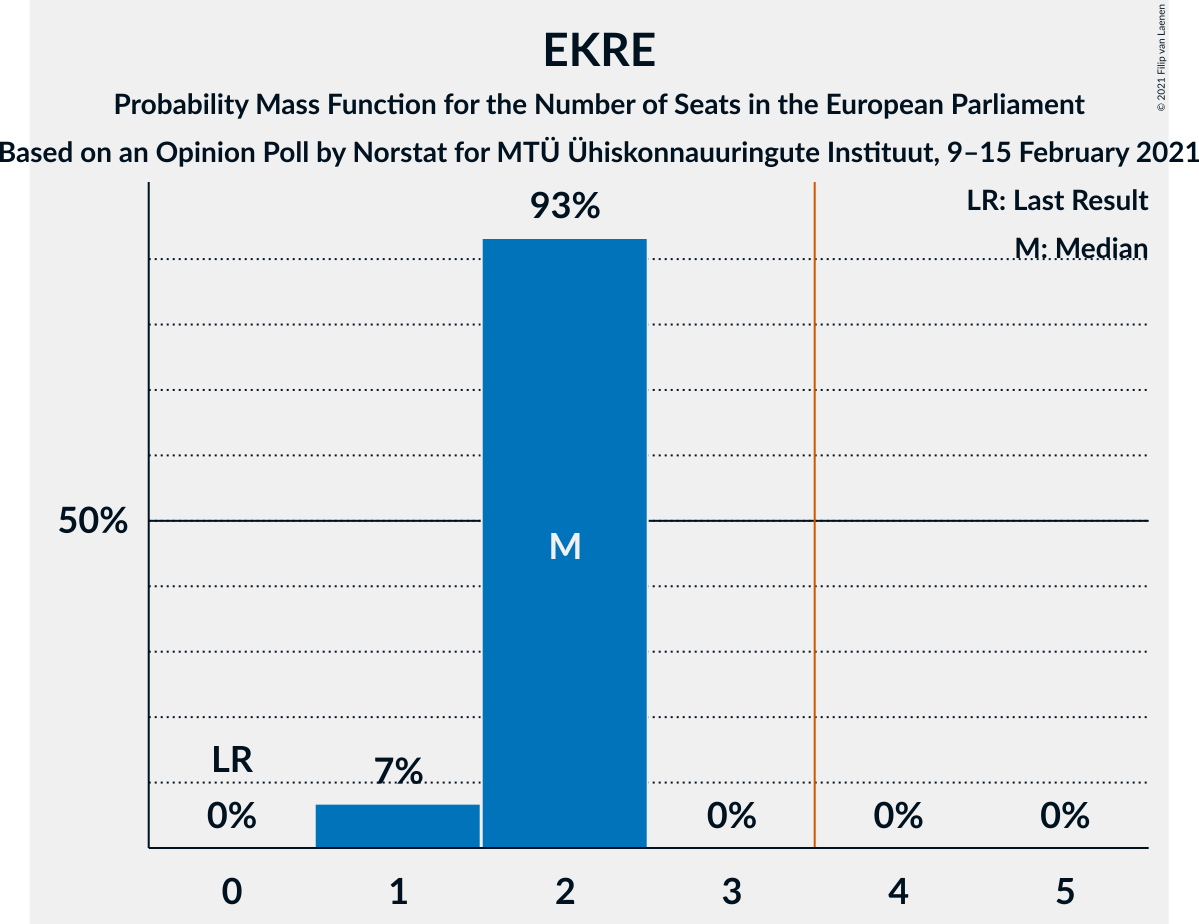 EKRE
Probability Mass Function for the Number of Seats in the European Parliament
Based on an Opinion Poll by Norstat for MTÜ Ühiskonnauuringute Instituut, 9–15 February 2021
© 2021 Filip van Laenen
LR: Last Result
M: Median
93%
50%
M
LR
7%
0%
0%
0%
0%
0
1
2
3
4
5